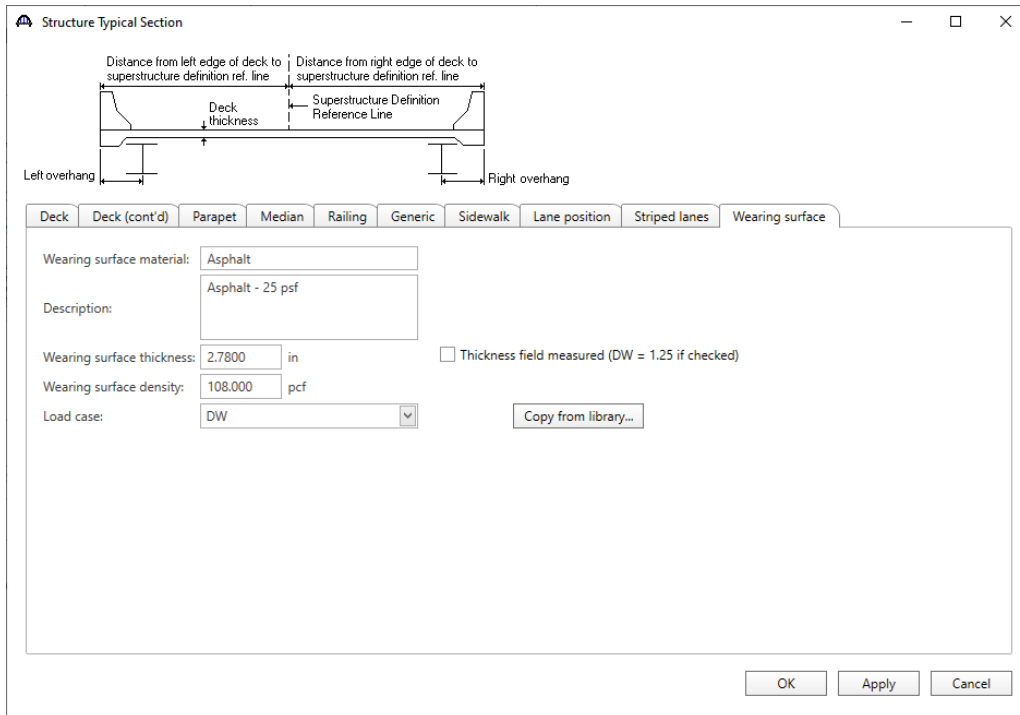 Structure Typical Section
Distance from left edge of deck to
superstructure definition ref. line
Distance from right edge of deck to
superstructure definition ref. line
Deck
thickness
Superstructure Definition
Reference Line
Left overhang
Right overhang
Deck Deck (cont'd) Parapet Median Railing Generic Sidewalk Lane position Striped lanes Wearing surface
Wearing surface material: Asphalt
Description: Asphalt - 25 psf
Wearing surface thickness: 2.7800 in Thickness field measured (DW = 1.25 if checked)
Wearing surface density: 108.000 pcf
Load case: DW Copy from library...
OK Apply Cancel